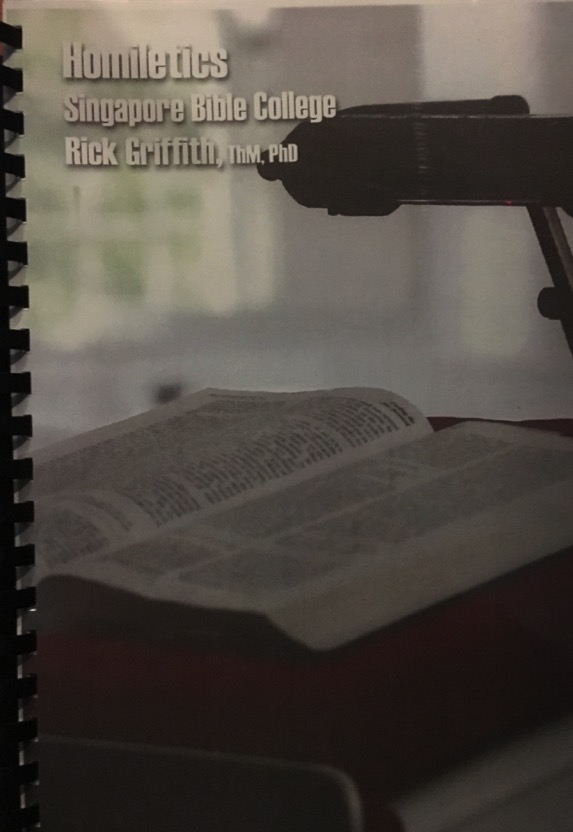 Homiletics
Singapore Bible College
Rick Griffith, ThM, PhD